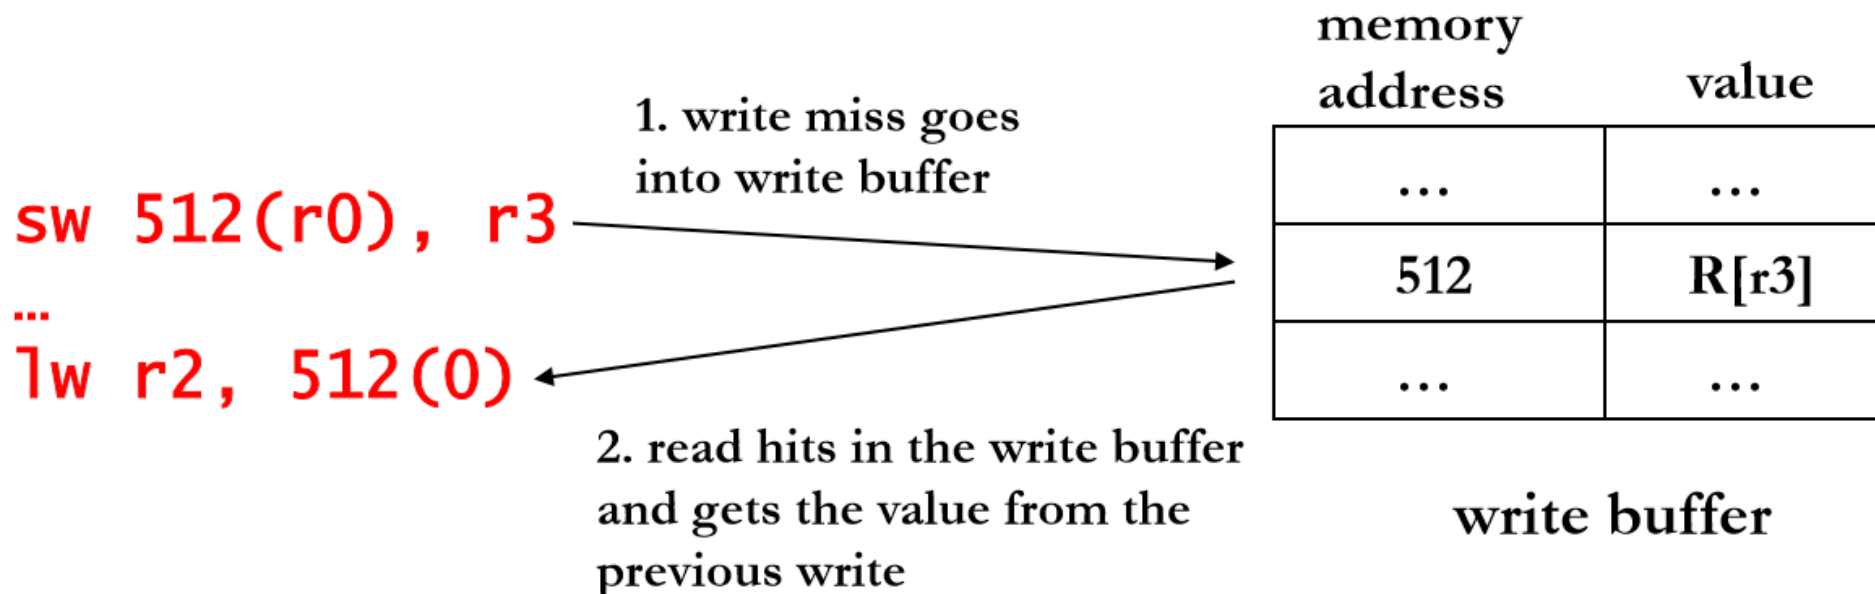 memory
address
value
1. write miss goes
into write buffer
sw 512(r0), r3
…
lw r2, 512(0)
… …
512 R[r3]
… …
2. read hits in the write buffer
and gets the value from the
previous write
write buffer